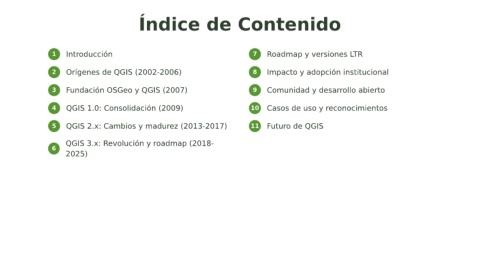 Índice de Contenido
1 Introducción
2 Orígenes de QGIS (2002-2006)
3 Fundación OSGeo y QGIS (2007)
4 QGIS 1.0: Consolidación (2009)
5 QGIS 2.x: Cambios y madurez (2013-2017)
6 QGIS 3.x: Revolución y roadmap (2018-
2025)
7 Roadmap y versiones LTR
8 Impacto y adopción institucional
9 Comunidad y desarrollo abierto
10 Casos de uso y reconocimientos
11 Futuro de QGIS